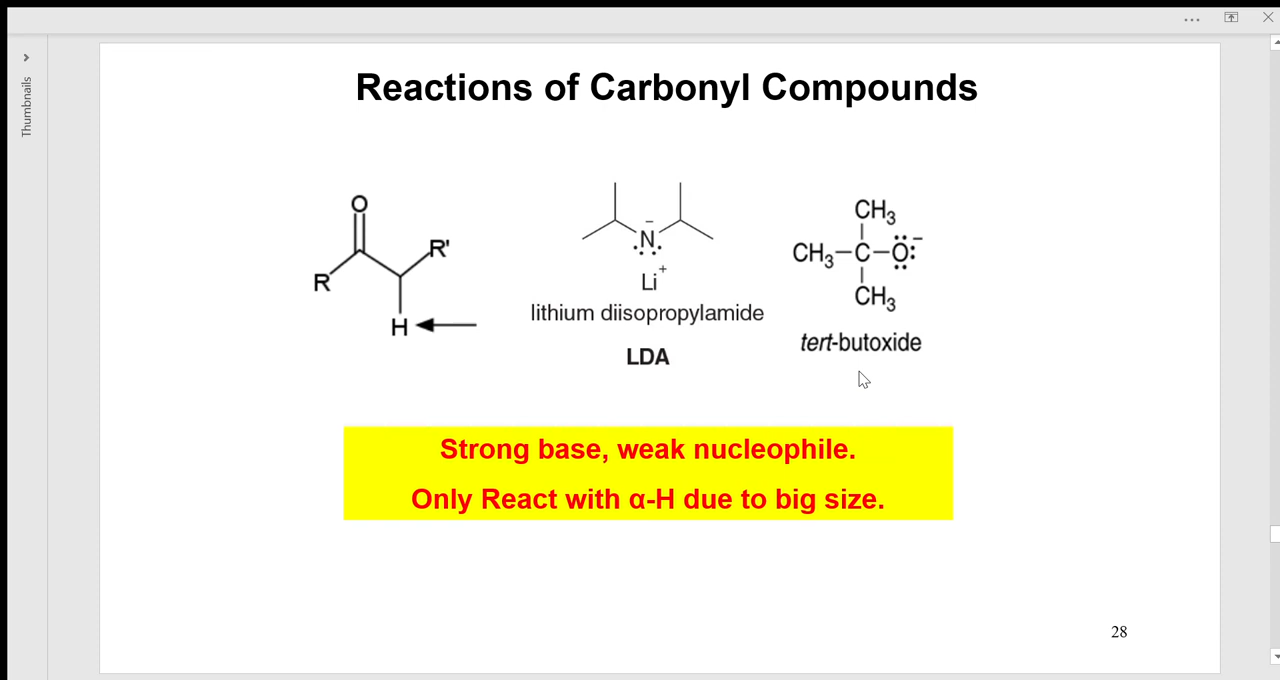 Thumbnails
Reactions of Carbonyl Compounds
O
R
R'
H
N
Li+
lithium diisopropylamide
LDA
CH3
CH3–C–O:–
CH3
tert-butoxide
Strong base, weak nucleophile.
Only React with α-H due to big size.
28